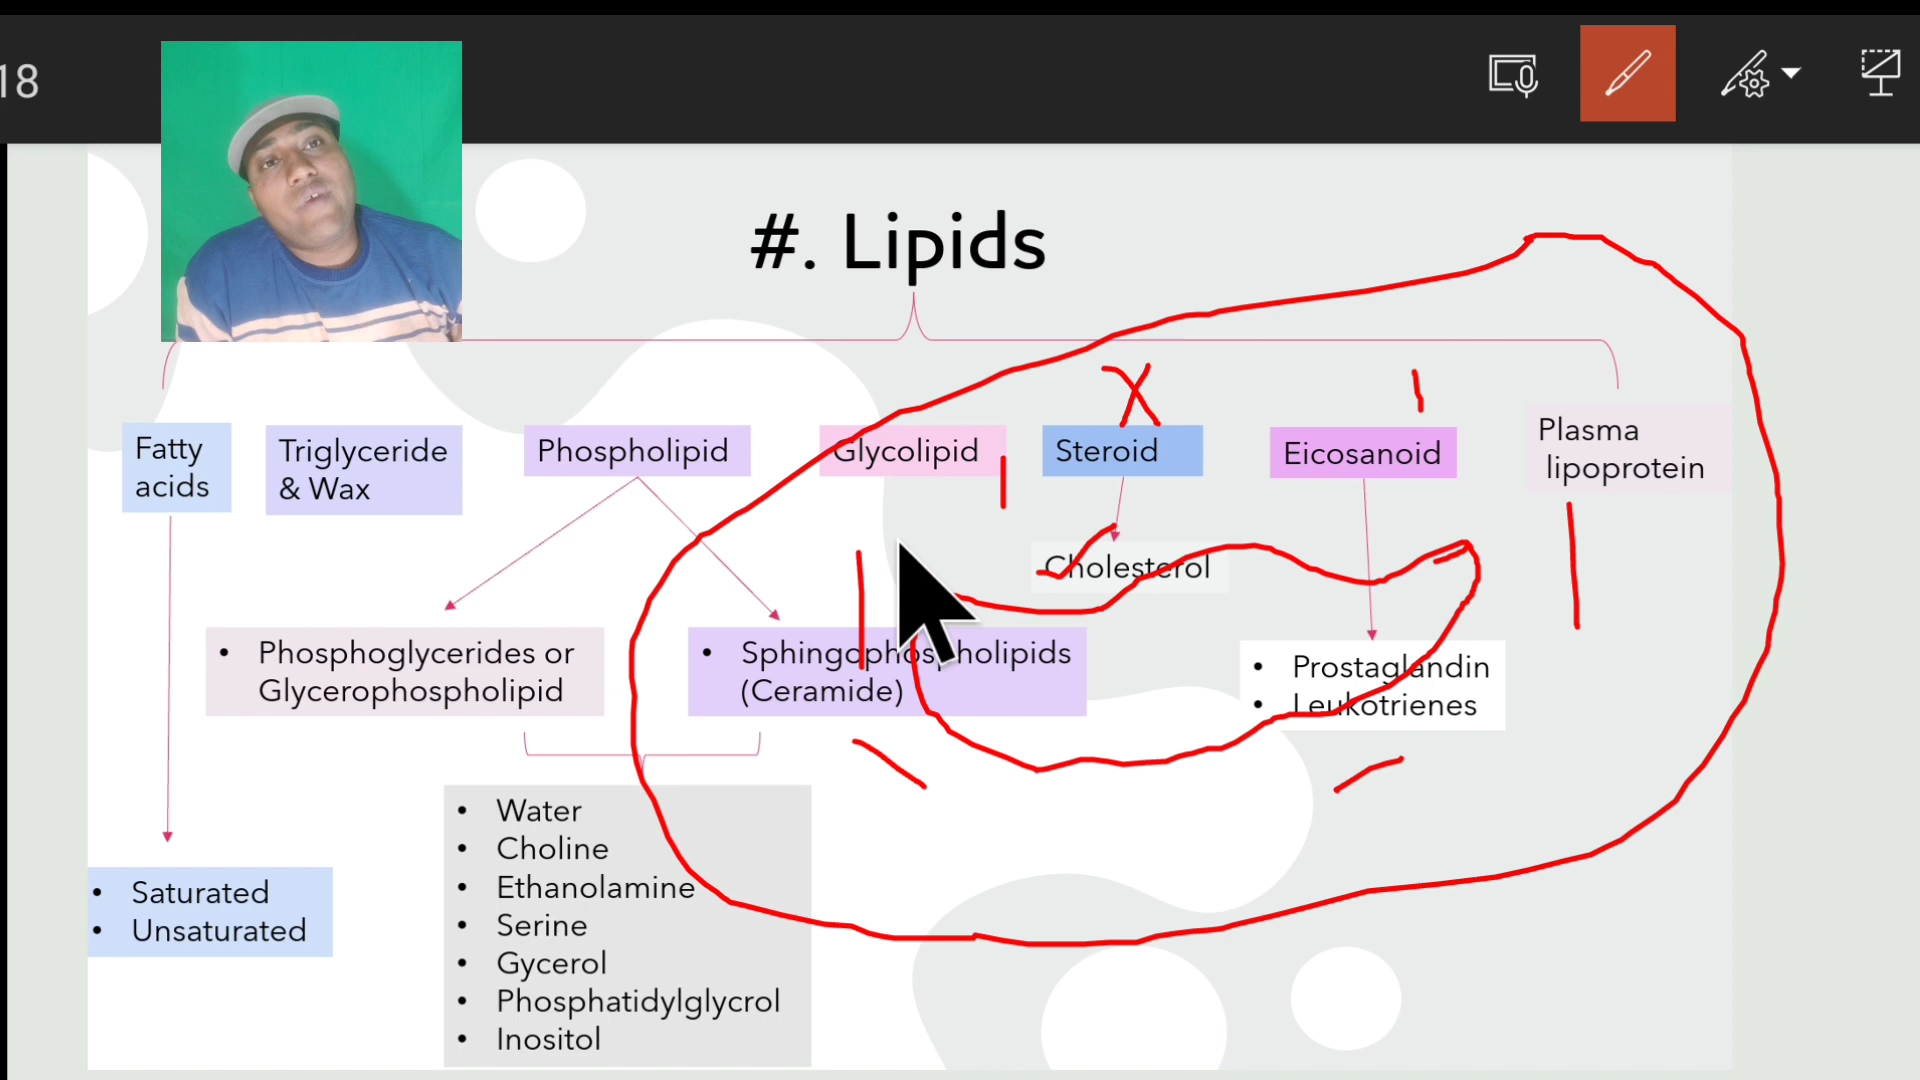 18
#. Lipids
Fatty
acids
Triglyceride
& Wax
Phospholipid
Glycolipid
Steroid
Eicosanoid
Plasma
lipoprotein
Cholesterol
• Phosphoglycerides or
Glycerophospholipid
• Sphingophospholipids
(Ceramide)
• Prostaglandin
• Leukotrienes
• Water
• Choline
• Ethanolamine
• Serine
• Gycerol
• Phosphatidylglycrol
• Inositol
• Saturated
• Unsaturated